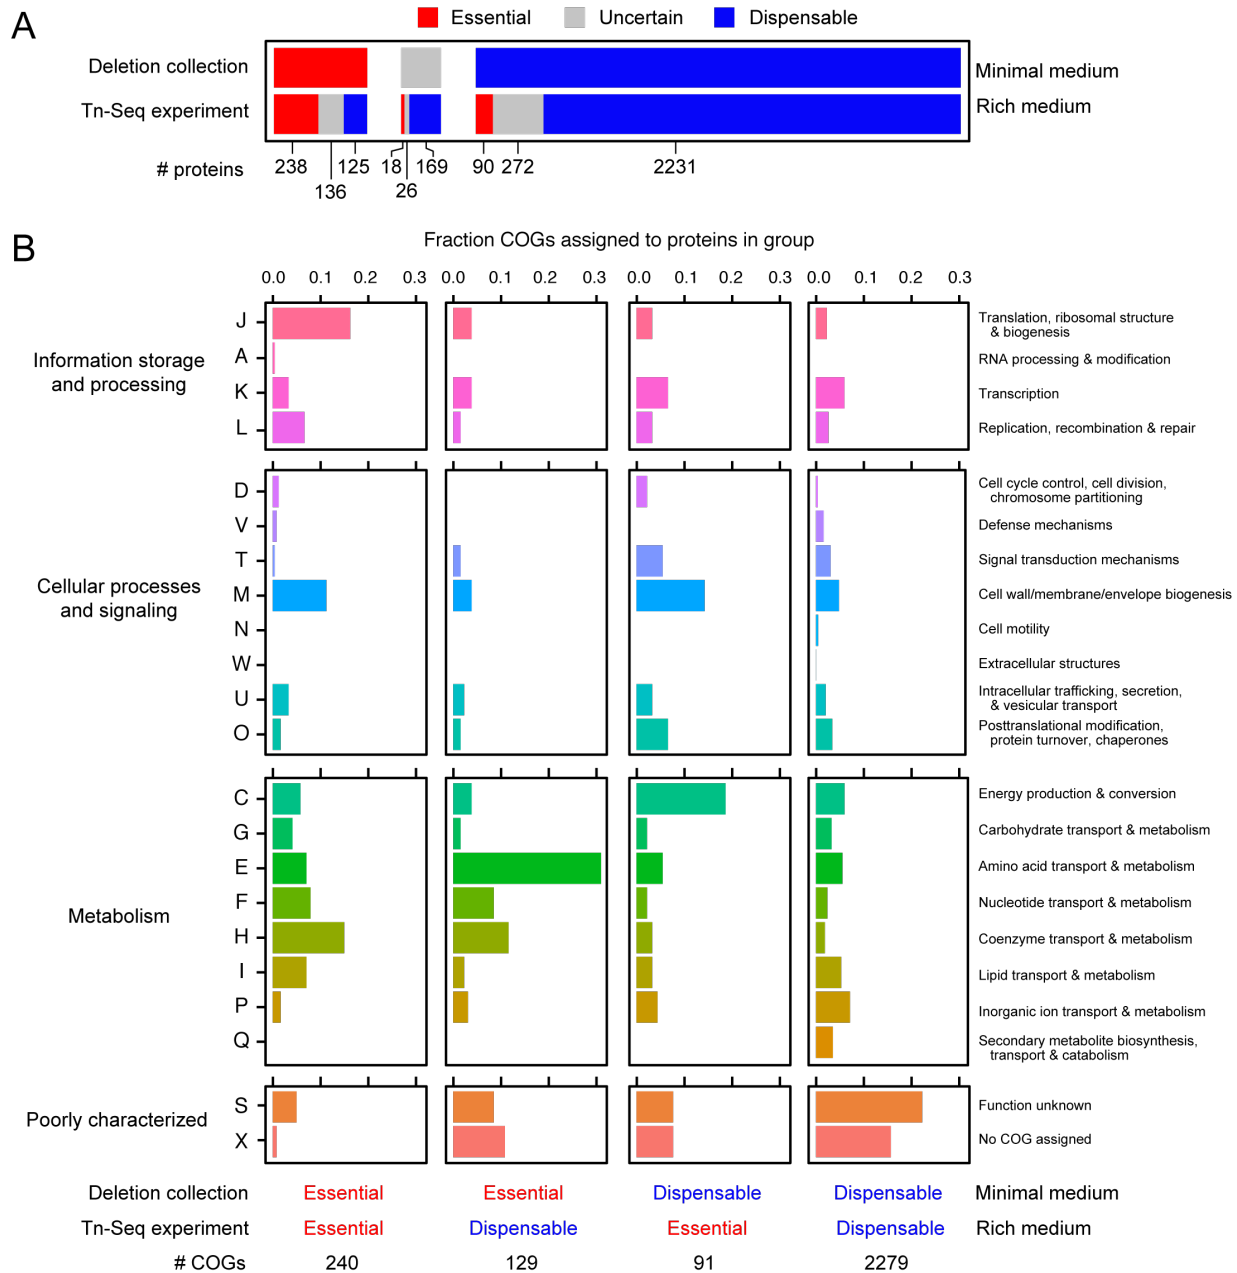 A
Essential
Uncertain
Dispensable
Deletion collection
Minimal medium
Tn-Seq experiment
Rich medium
# proteins
238
125
18
169
90
272
2231
136
26
B
Fraction COGs assigned to proteins in group
0.0 0.1 0.2 0.3 0.0 0.1 0.2 0.3 0.0 0.1 0.2 0.3 0.0 0.1 0.2 0.3
Information storage
and processing
J
Translation, ribosomal structure
& biogenesis
A
RNA processing & modification
K
Transcription
L
Replication, recombination & repair
Cellular processes
and signaling
D
Cell cycle control, cell division,
chromosome partitioning
V
Defense mechanisms
T
Signal transduction mechanisms
M
Cell wall/membrane/envelope biogenesis
N
Cell motility
W
Extracellular structures
U
Intracellular trafficking, secretion,
& vesicular transport
O
Posttranslational modification,
protein turnover, chaperones
Metabolism
C
Energy production & conversion
G
Carbohydrate transport & metabolism
E
Amino acid transport & metabolism
F
Nucleotide transport & metabolism
H
Coenzyme transport & metabolism
I
Lipid transport & metabolism
P
Inorganic ion transport & metabolism
Q
Secondary metabolite biosynthesis,
transport & catabolism
Poorly characterized
S
Function unknown
X
No COG assigned
Deletion collection Essential Essential Dispensable Dispensable Minimal medium
Tn-Seq experiment Essential Dispensable Essential Dispensable Rich medium
# COGs 240 129 91 2279